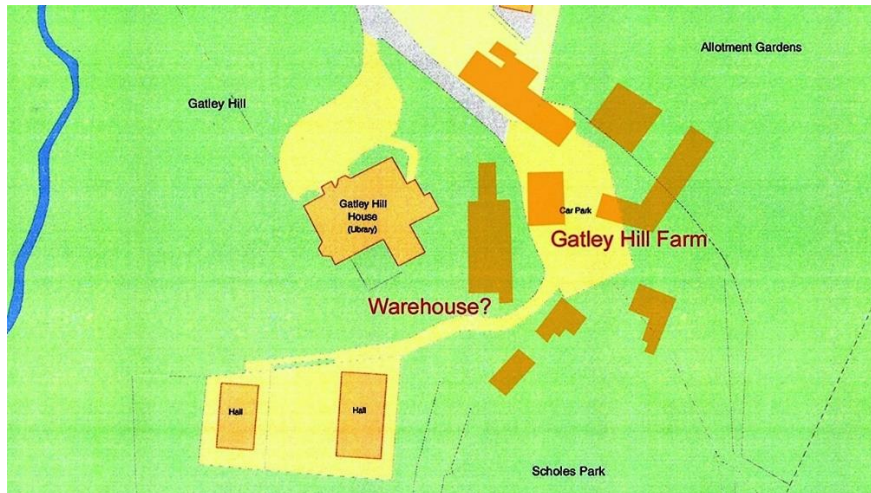 Allotment Gardens
Gatley Hill
Gatley Hill
House
(Library)
Car Park
Gatley Hill Farm
Warehouse?
Hall
Hall
Scholes Park